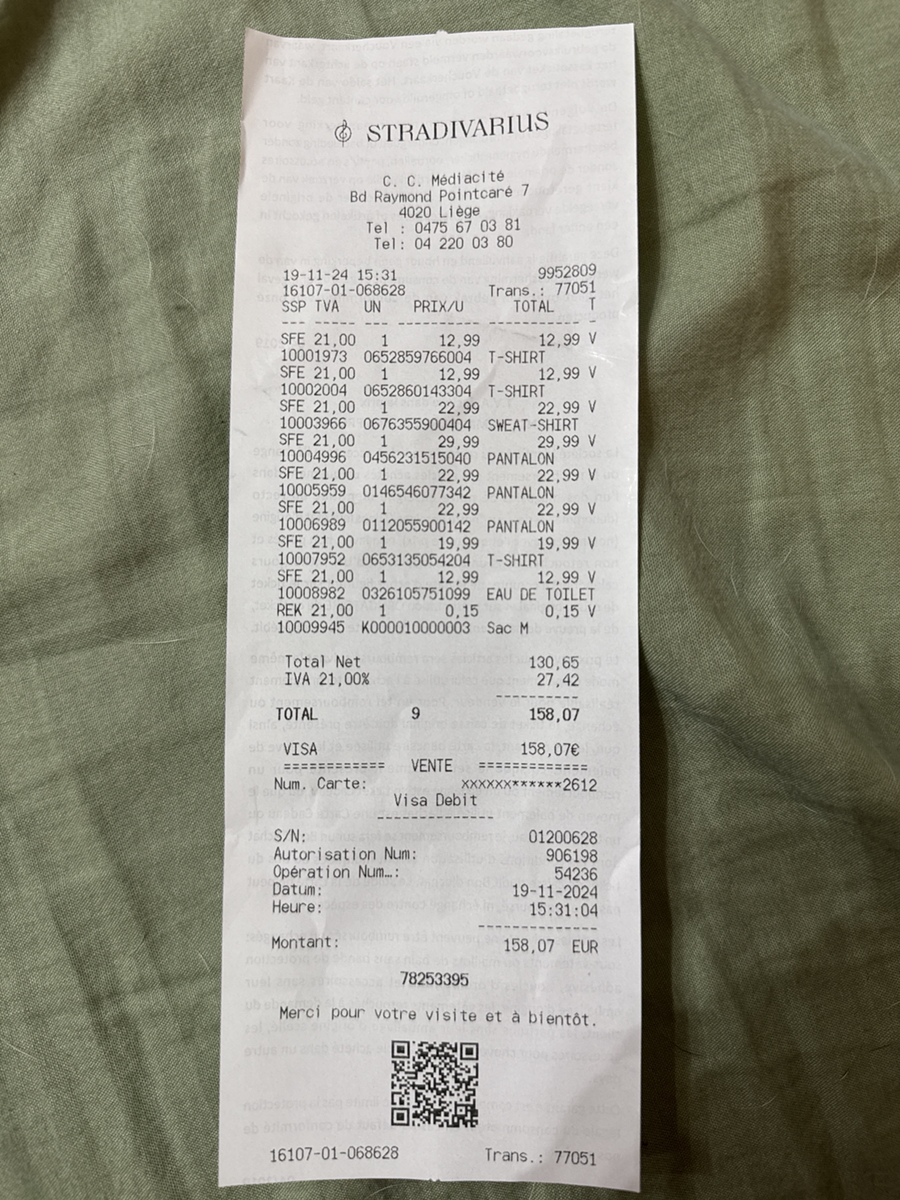 STRADIVARIUS
C. C. Médiacité
Bd Raymond Pointcaré 7
4020 Liège
Tel : 0475 67 03 81
Tel: 04 220 03 80
19-11-24 15:31 9952809
16107-01-068628 Trans.: 77051
SSP TVA UN PRIX/U TOTAL T
--- ----- --- ------- ---------- -
SFE 21,00 1 12,99 12,99 V
10001973 0652859766004 T-SHIRT
SFE 21,00 1 12,99 12,99 V
10002004 0652860143304 T-SHIRT
SFE 21,00 1 22,99 22,99 V
10003966 0676355900404 SWEAT-SHIRT
SFE 21,00 1 29,99 29,99 V
10004996 0456231515040 PANTALON
SFE 21,00 1 22,99 22,99 V
10005959 0146546077342 PANTALON
SFE 21,00 1 22,99 22,99 V
10006989 0112055900142 PANTALON
SFE 21,00 1 19,99 19,99 V
10007952 0653135054204 T-SHIRT
SFE 21,00 1 12,99 12,99 V
10008982 0326105751099 EAU DE TOILET
REK 21,00 1 0,15 0,15 V
10009945 K000010000003 Sac M
Total Net 130,65
IVA 21,00% 27,42
----------
TOTAL 9 158,07
VISA 158,07€
============ VENTE =============
Num. Carte: XXXXXX******2612
Visa Debit
--------------
S/N: 01200628
Autorisation Num: 906198
Opération Num…: 54236
Datum: 19-11-2024
Heure: 15:31:04
--------------
Montant: 158,07 EUR
78253395
Merci pour votre visite et à bientôt.
16107-01-068628 Trans.: 77051